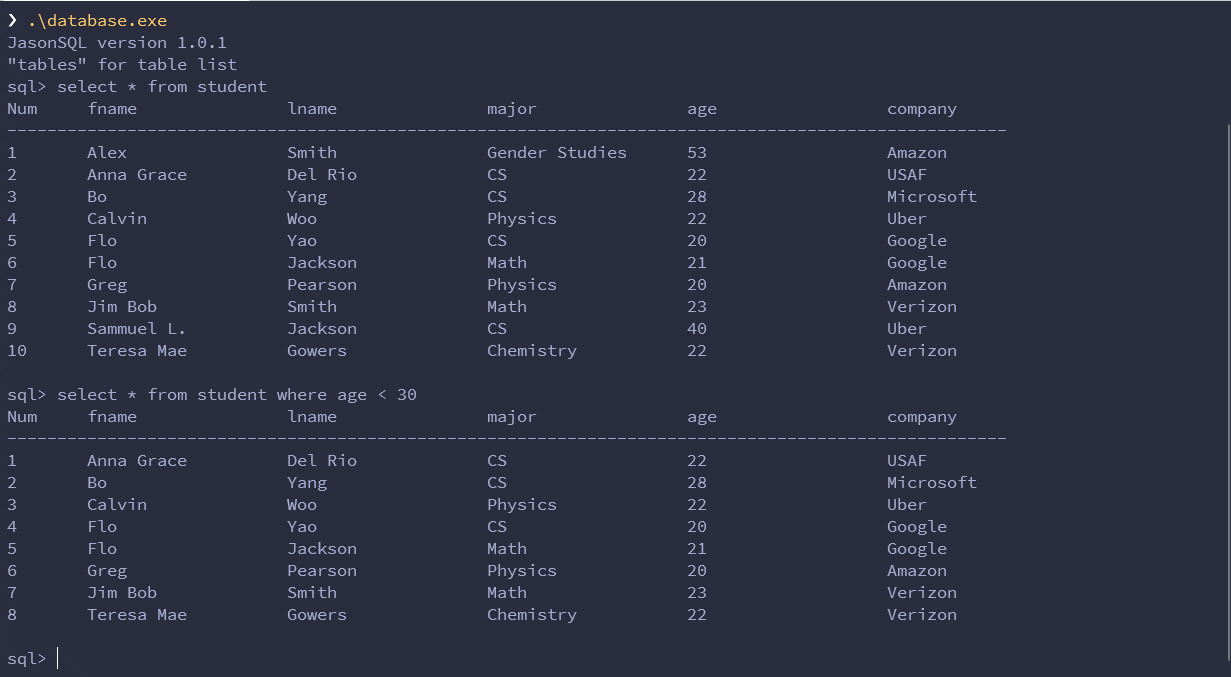 ❯ .\database.exe
JasonSQL version 1.0.1
"tables" for table list
sql> select * from student
Num     fname               lname               major               age                 company
----------------------------------------------------------------------------------------------------
1       Alex                Smith               Gender Studies      53                  Amazon
2       Anna Grace          Del Rio             CS                  22                  USAF
3       Bo                  Yang                CS                  28                  Microsoft
4       Calvin              Woo                 Physics             22                  Uber
5       Flo                 Yao                 CS                  20                  Google
6       Flo                 Jackson             Math                21                  Google
7       Greg                Pearson             Physics             20                  Amazon
8       Jim Bob             Smith               Math                23                  Verizon
9       Sammuel L.          Jackson             CS                  40                  Uber
10      Teresa Mae          Gowers              Chemistry           22                  Verizon

sql> select * from student where age < 30
Num     fname               lname               major               age                 company
----------------------------------------------------------------------------------------------------
1       Anna Grace          Del Rio             CS                  22                  USAF
2       Bo                  Yang                CS                  28                  Microsoft
3       Calvin              Woo                 Physics             22                  Uber
4       Flo                 Yao                 CS                  20                  Google
5       Flo                 Jackson             Math                21                  Google
6       Greg                Pearson             Physics             20                  Amazon
7       Jim Bob             Smith               Math                23                  Verizon
8       Teresa Mae          Gowers              Chemistry           22                  Verizon

sql>